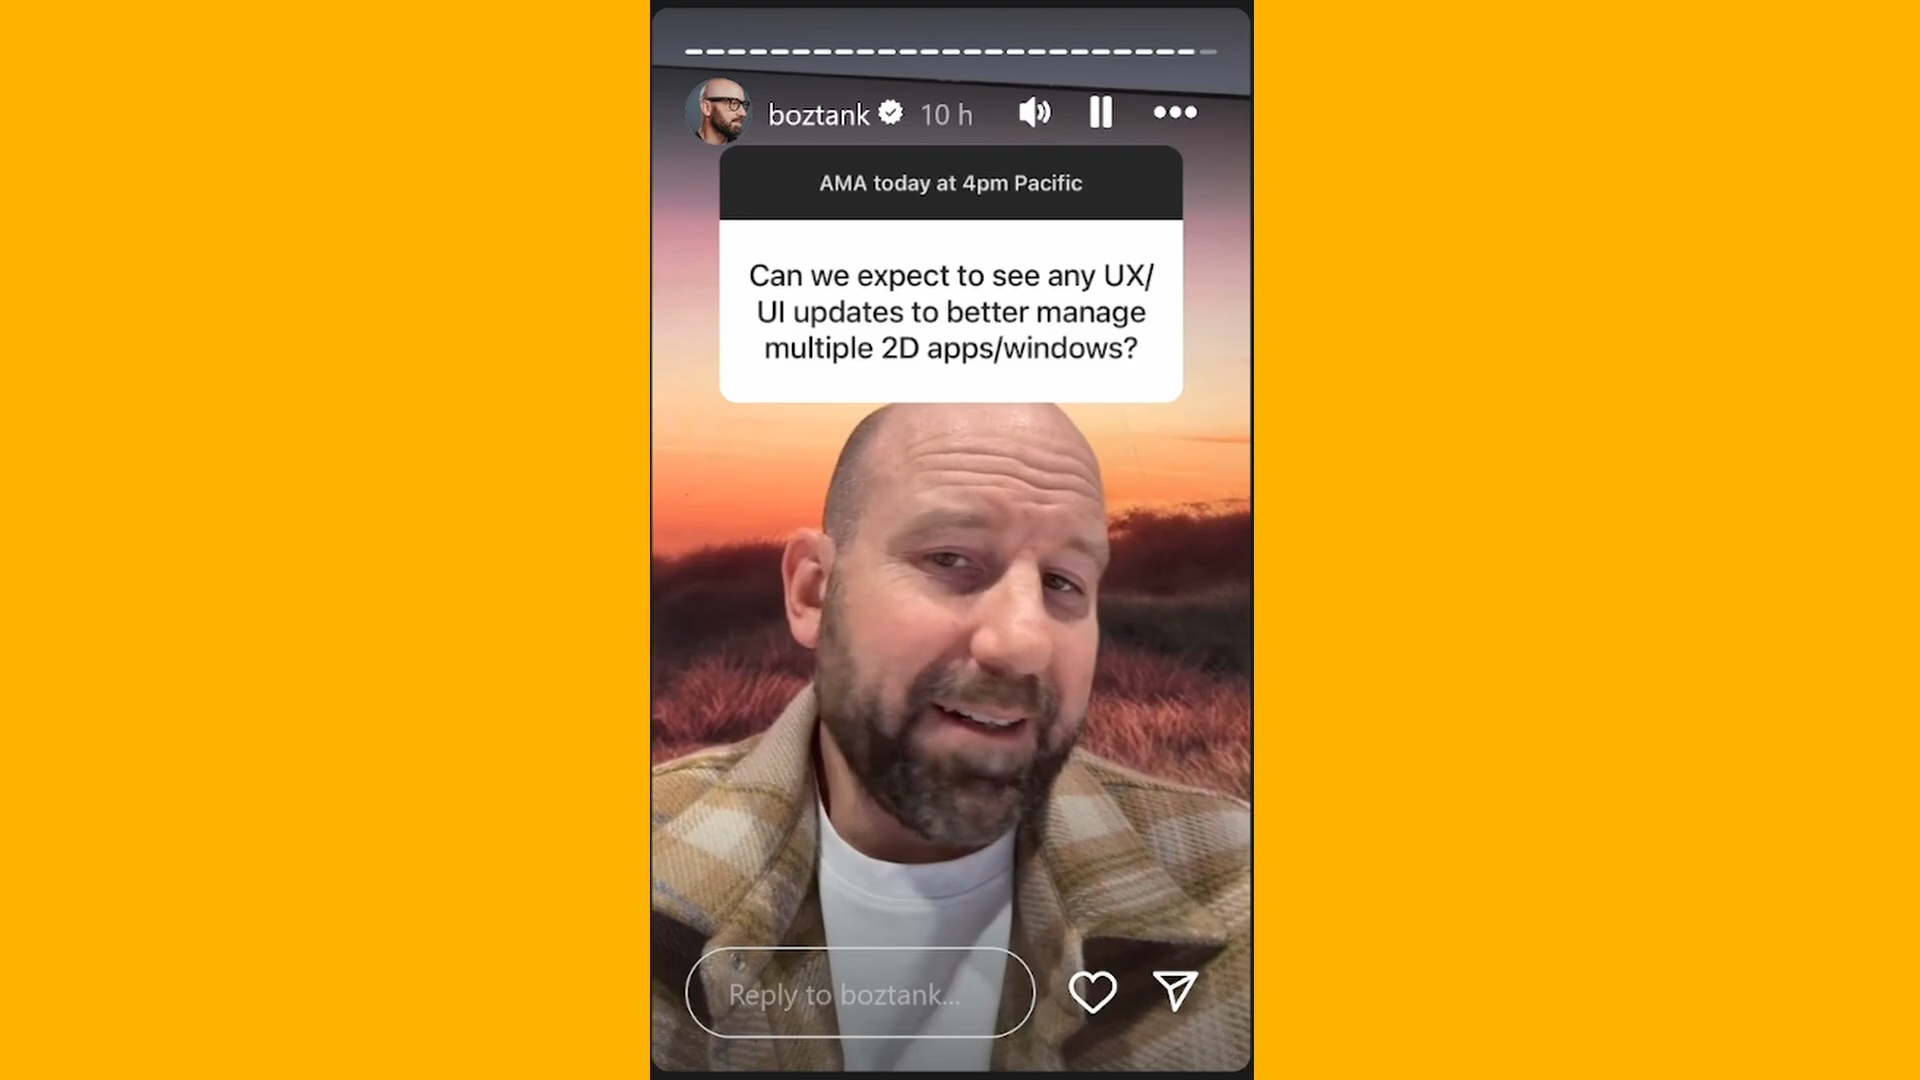 boztank 10 h
AMA today at 4pm Pacific
Can we expect to see any UX/
UI updates to better manage
multiple 2D apps/windows?
Reply to boztank...